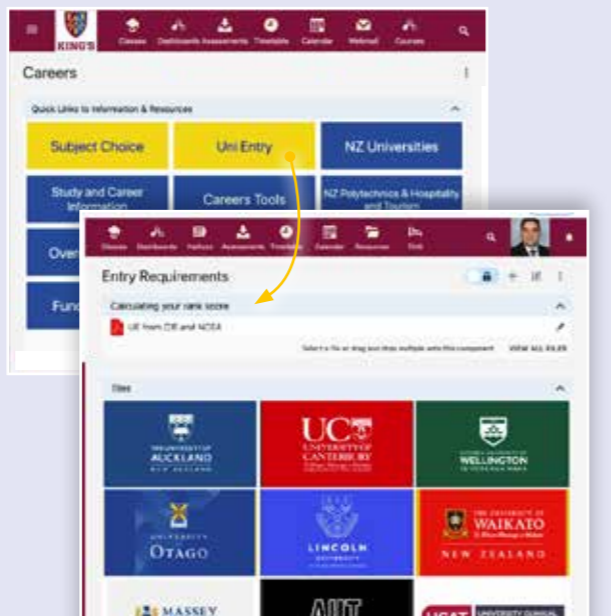 KING'S
Classes Dashboards Assessments Timetable Calendar Webmail Courses
Careers
Quick Links to Information & Resources
Subject Choice
Uni Entry
NZ Universities
Study and Career
Information
Careers Tools
NZ Polytechnics & Hospitality
and Tourism
Over
Fund
Classes Dashboards Assessments Timetable Calendar Resources
Entry Requirements
Calculating your rank score
UE from CIE and NCEA
VIEW ALL FILES
Tiles
THE UNIVERSITY OF
AUCKLAND
NEW ZEALAND
UC
UNIVERSITY OF
CANTERBURY
WELLINGTON
UNIVERSITY
OTAGO
LINCOLN
UNIVERSITY
THE UNIVERSITY OF
WAIKATO
NEW ZEALAND
MASSEY
AUT
UCAT UNIVERSITY CLINICAL